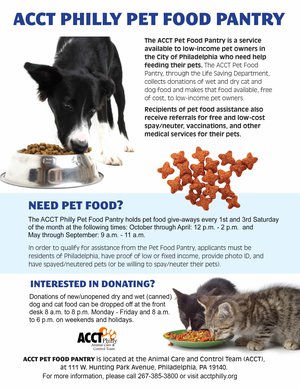 ACCT PHILLY PET FOOD PANTRY
The ACCT Pet Food Pantry is a service
available to low-income pet owners in
the City of Philadelphia who need help
feeding their pets. The ACCT Pet Food
Pantry, through the Life Saving Department,
collects donations of wet and dry cat and
dog food and makes that food available, free
of cost, to low-income pet owners.
Recipients of pet food assistance also
receive referrals for free and low-cost
spay/neuter, vaccinations, and other
medical services for their pets.
NEED PET FOOD?
The ACCT Philly Pet Food Pantry holds pet food give-aways every 1st and 3rd Saturday
of the month at the following times: October through April: 12 p.m. - 2 p.m. and
May through September: 9 a.m. - 11 a.m.
In order to qualify for assistance from the Pet Food Pantry, applicants must be
residents of Philadelphia, have proof of low or fixed income, provide photo ID, and
have spayed/neutered pets (or be willing to spay/neuter their pets).
INTERESTED IN DONATING?
Donations of new/unopened dry and wet (canned)
dog and cat food can be dropped off at the front
desk 8 a.m. to 8 p.m. Monday - Friday and 8 a.m.
to 6 p.m. on weekends and holidays.
ACCT
Philly
Animal Care &
Control Team
ACCT PET FOOD PANTRY is located at the Animal Care and Control Team (ACCT),
at 111 W. Hunting Park Avenue, Philadelphia, PA 19140.
For more information, please call 267-385-3800 or visit acctphilly.org